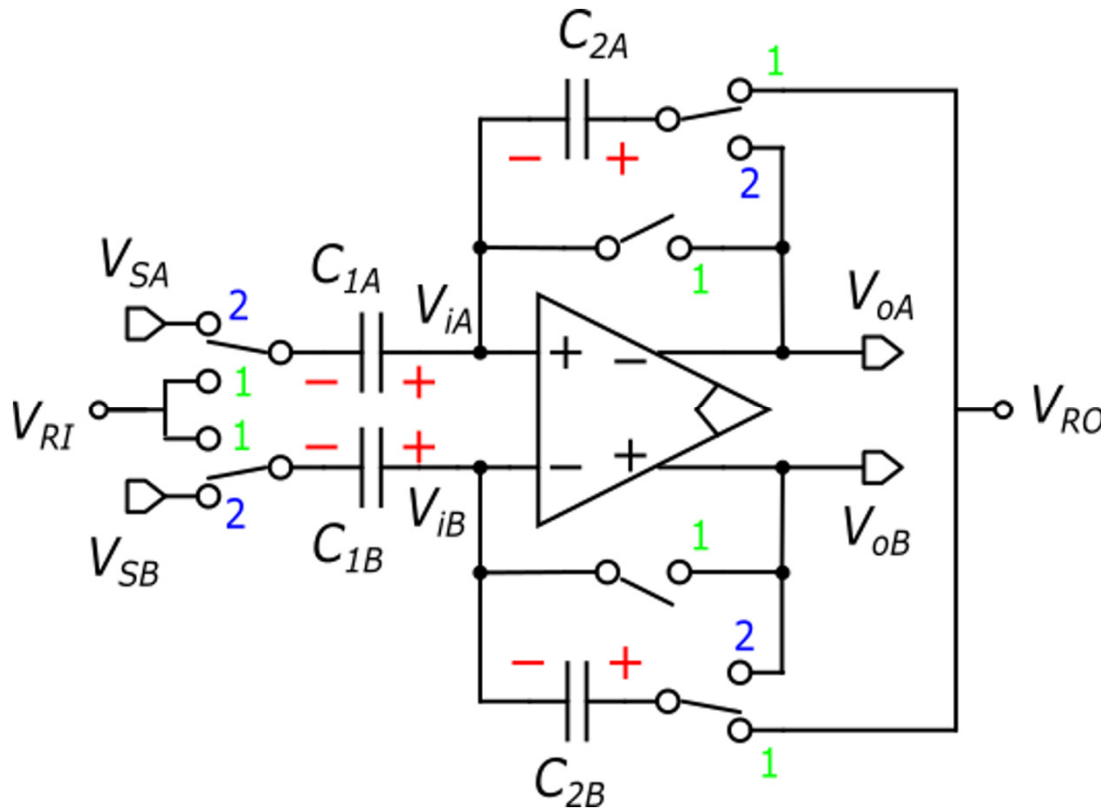 C2A
1
− +
2
VSA
2
C1A
ViA
1
VoA
− +
+ −
1
VRI
VRO
1
− +
− +
2
ViB
VoB
VSB
C1B
1
2
− +
C2B
1